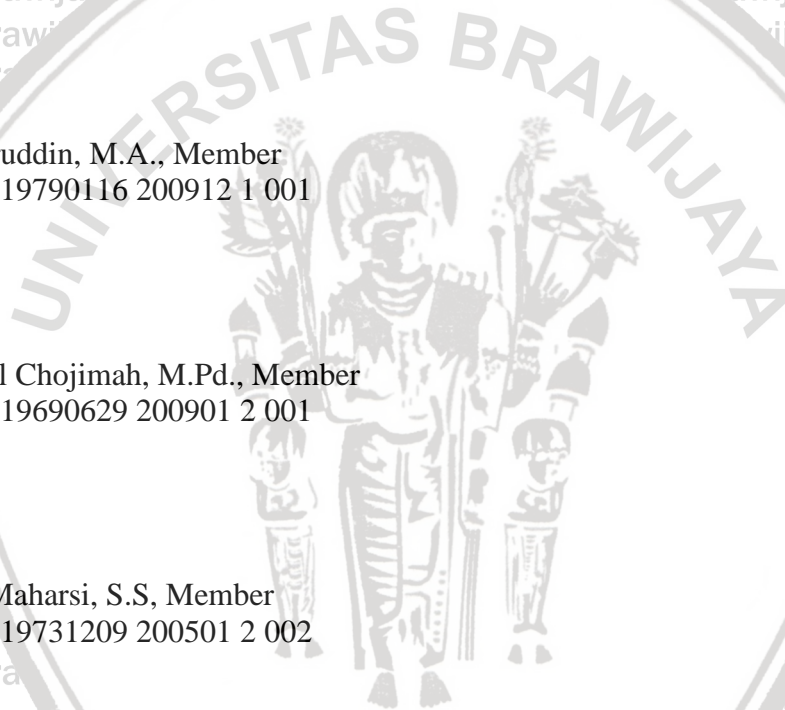 UNIVERSITAS BRAWIJAYA
uddin, M.A., Member
19790116 200912 1 001
l Chojimah, M.Pd., Member
19690629 200901 2 001
Maharsi, S.S, Member
19731209 200501 2 002